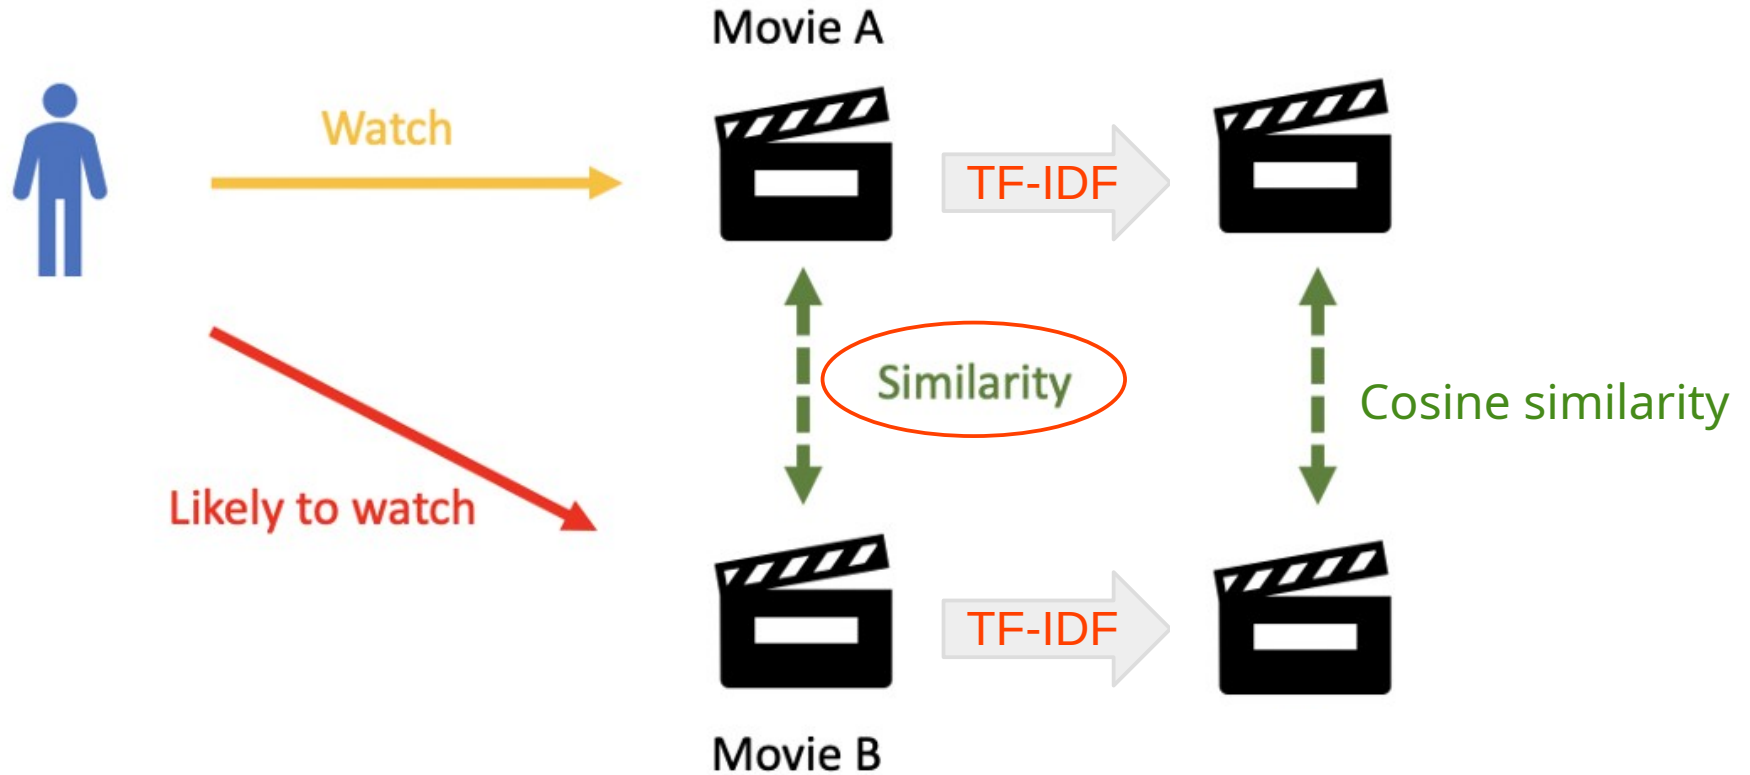 Movie A
Watch
TF-IDF
Similarity
Cosine similarity
Likely to watch
TF-IDF
Movie B